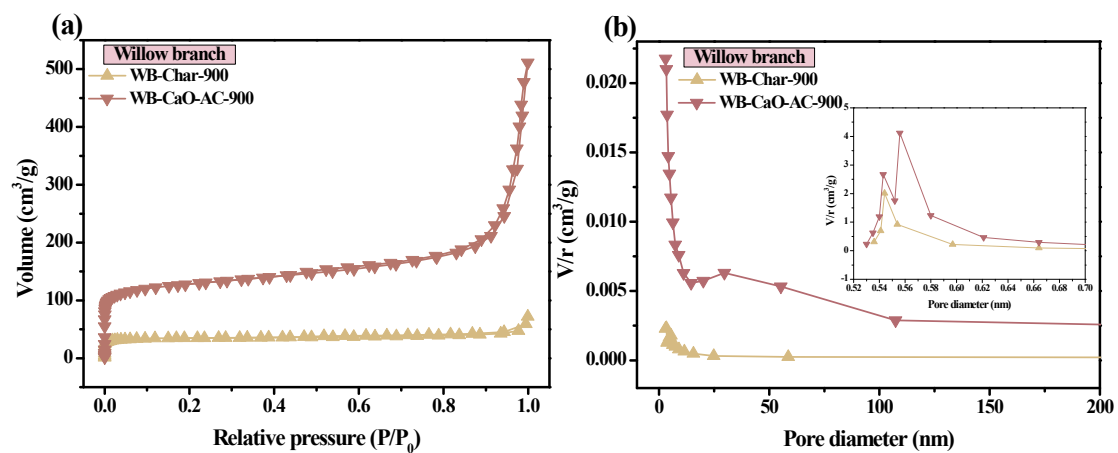 (a)
Willow branch
WB-Char-900
WB-CaO-AC-900
500
400
300
200
100
0
Volume (cm³/g)
0.0 0.2 0.4 0.6 0.8 1.0
Relative pressure (P/P₀)
(b)
Willow branch
WB-Char-900
WB-CaO-AC-900
0.020
0.015
0.010
0.005
0.000
V/r (cm³/g)
0 50 100 150 200
Pore diameter (nm)
5
4
3
2
1
0
-1
V/r (cm³/g)
0.52 0.54 0.56 0.58 0.60 0.62 0.64 0.66 0.68 0.70
Pore diameter (nm)